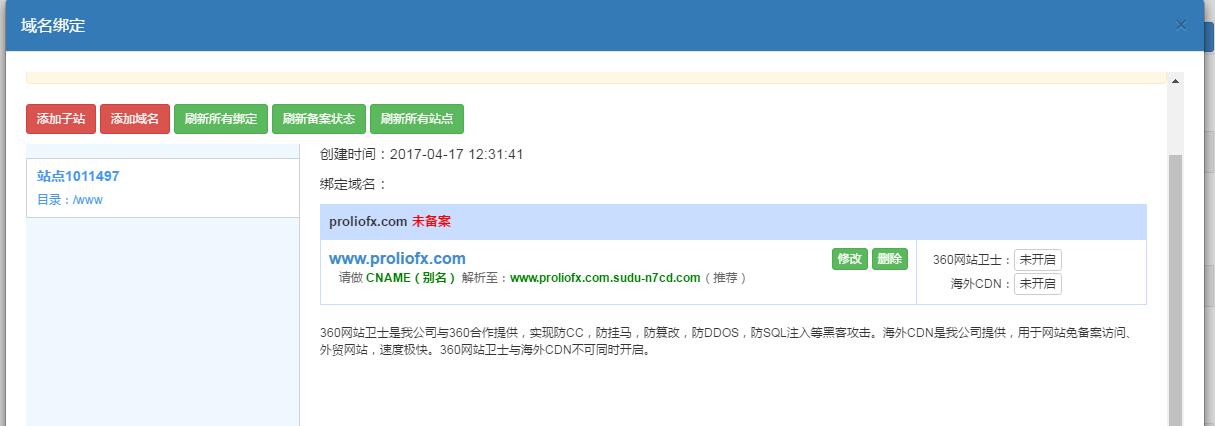 域名绑定
×
添加子站 添加域名 刷新所有绑定 刷新备案状态 刷新所有站点
站点1011497
目录：/www
创建时间：2017-04-17 12:31:41
绑定域名：
proliofx.com 未备案
www.proliofx.com 修改 删除
请做 CNAME（别名） 解析至：www.proliofx.com.sudu-n7cd.com（推荐）
360网站卫士： 未开启
海外CDN： 未开启
360网站卫士是我公司与360合作提供，实现防CC，防挂马，防篡改，防DDOS，防SQL注入等黑客攻击。海外CDN是我公司提供，用于网站免备案访问、
外贸网站，速度极快。360网站卫士与海外CDN不可同时开启。